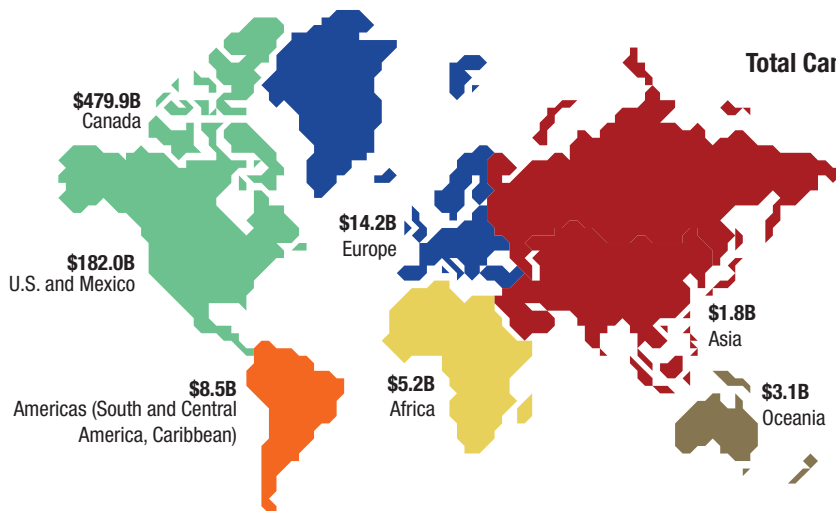 Total
$479.9B
Canada
$14.2B
Europe
$182.0B
U.S. and Mexico
$1.8B
Asia
$8.5B
Americas (South and Central
America, Caribbean)
$5.2B
Africa
$3.1B
Oceania